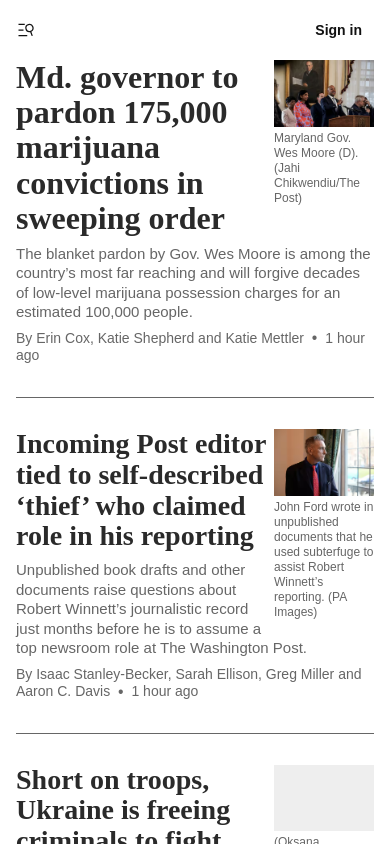 Sign in
Md. governor to
pardon 175,000
marijuana
convictions in
sweeping order
Maryland Gov.
Wes Moore (D).
(Jahi
Chikwendiu/The
Post)
The blanket pardon by Gov. Wes Moore is among the
country’s most far reaching and will forgive decades
of low-level marijuana possession charges for an
estimated 100,000 people.
By Erin Cox, Katie Shepherd and Katie Mettler • 1 hour
ago
Incoming Post editor
tied to self-described
‘thief’ who claimed
role in his reporting
John Ford wrote in
unpublished
documents that he
used subterfuge to
assist Robert
Winnett’s
reporting. (PA
Images)
Unpublished book drafts and other
documents raise questions about
Robert Winnett’s journalistic record
just months before he is to assume a
top newsroom role at The Washington Post.
By Isaac Stanley-Becker, Sarah Ellison, Greg Miller and
Aaron C. Davis • 1 hour ago
Short on troops,
Ukraine is freeing
criminals to fight
(Oksana